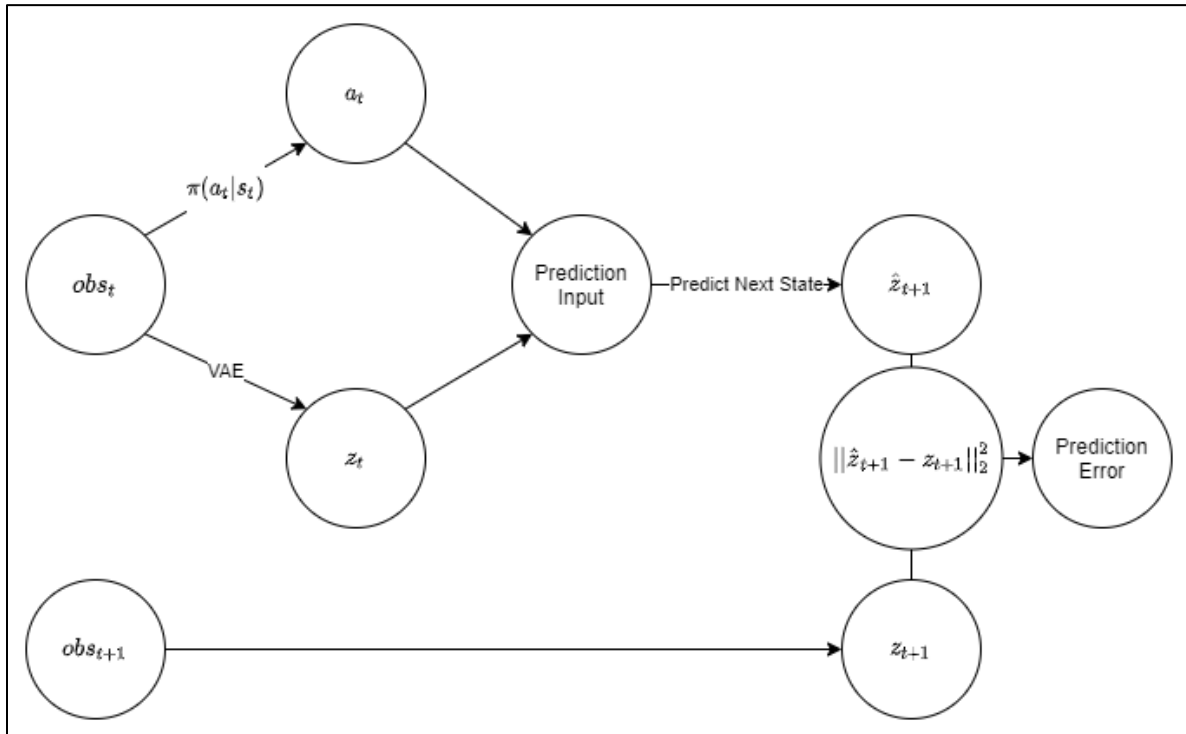 a_t
π(a_t|s_t)
obs_t
Prediction
Input
Predict Next State
ẑ_{t+1}
VAE
z_t
||ẑ_{t+1} − z_{t+1}||_2^2
Prediction
Error
obs_{t+1}
z_{t+1}